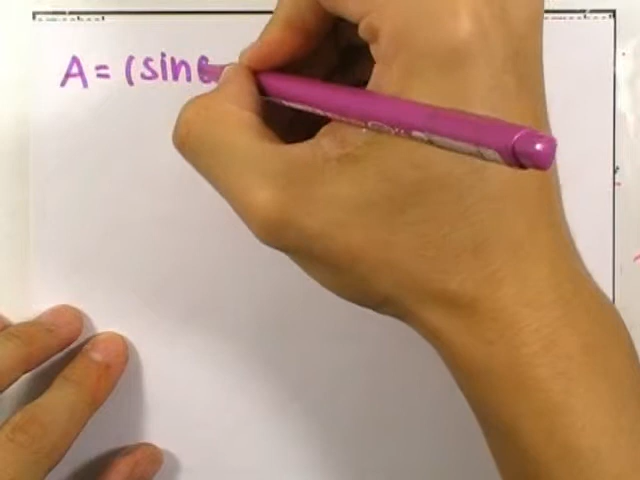 A = (sin θ